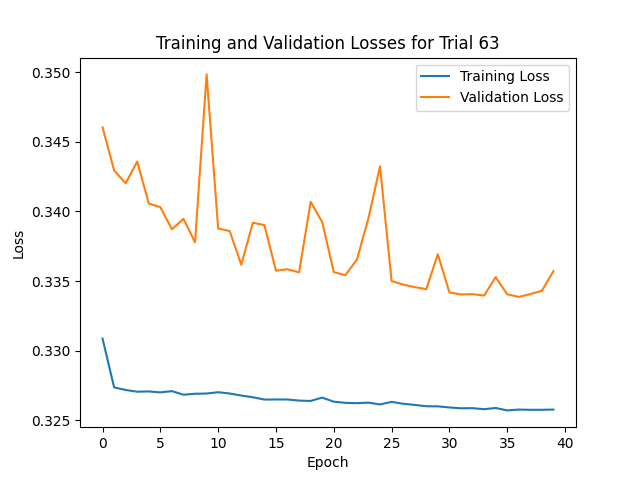 Training and Validation Losses for Trial 63
Training Loss
Validation Loss
0.350
0.345
0.340
0.335
0.330
0.325
Loss
0 5 10 15 20 25 30 35 40
Epoch